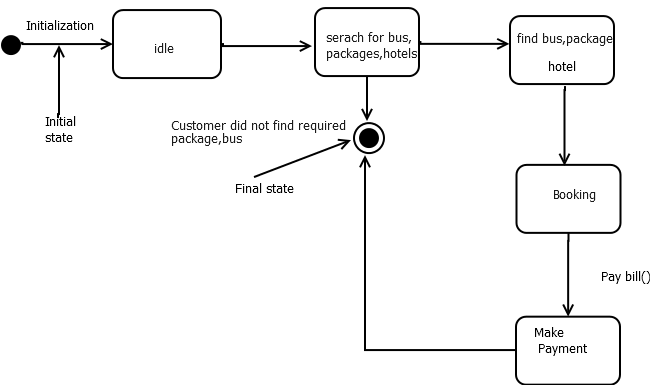 Initialization
idle
serach for bus,
packages,hotels
find bus,package
hotel
Initial
state
Customer did not find required
package,bus
Final state
Booking
Pay bill()
Make
Payment